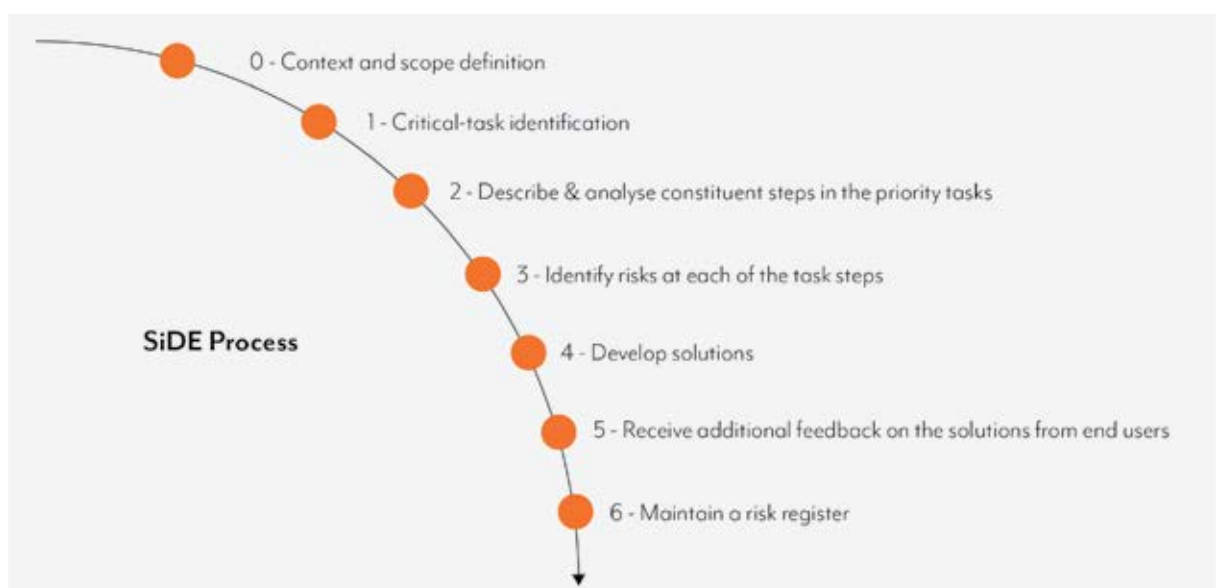 0 - Context and scope definition
1 - Critical-task identification
2 - Describe & analyse constituent steps in the priority tasks
3 - Identify risks at each of the task steps
SiDE Process
4 - Develop solutions
5 - Receive additional feedback on the solutions from end users
6 - Maintain a risk register